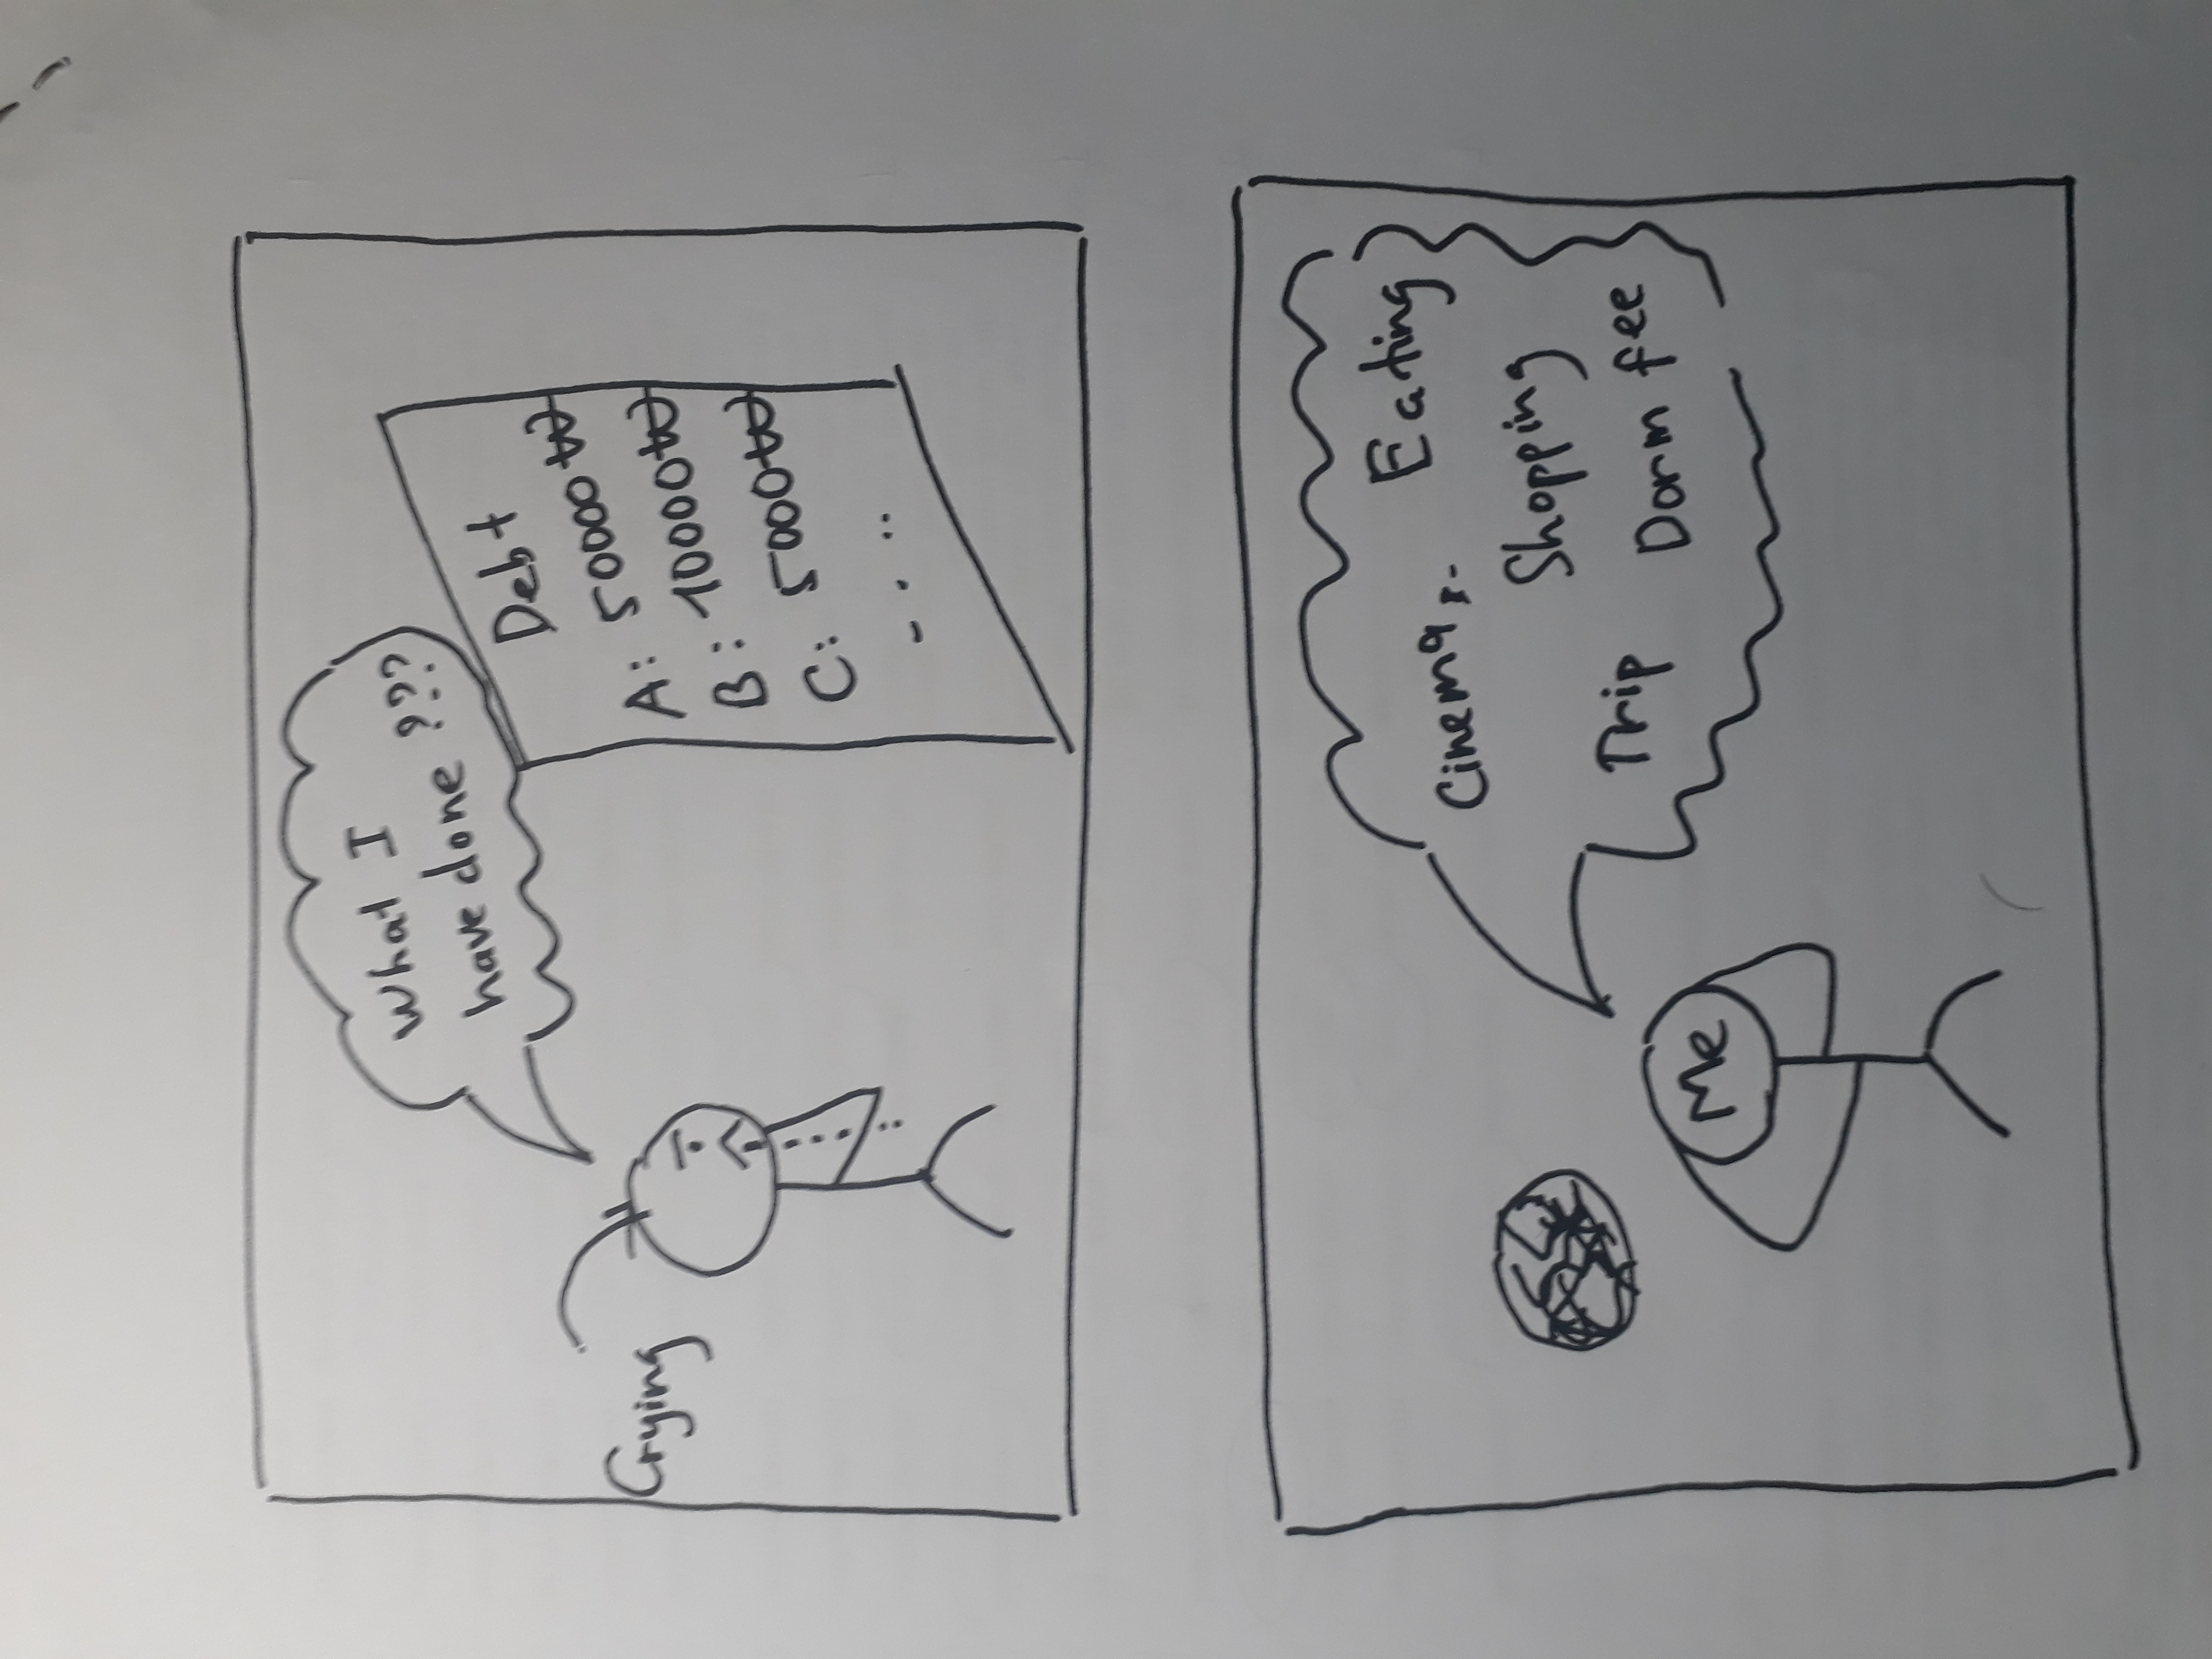 What I
have done ???
Crying
Debt
A: 50000₩
B: 10000₩
C: 5000₩
- . ..
Cinema,..
Eating
Shopping
Trip
Dorm fee
Me